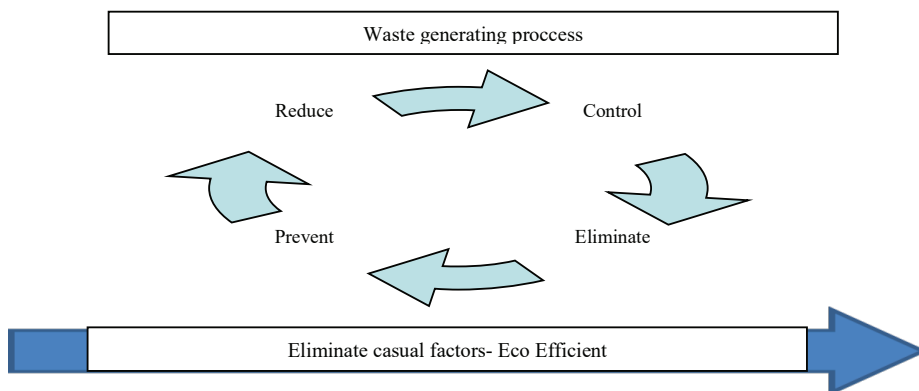 Waste generating proccess
Reduce
Control
Prevent
Eliminate
Eliminate casual factors- Eco Efficient